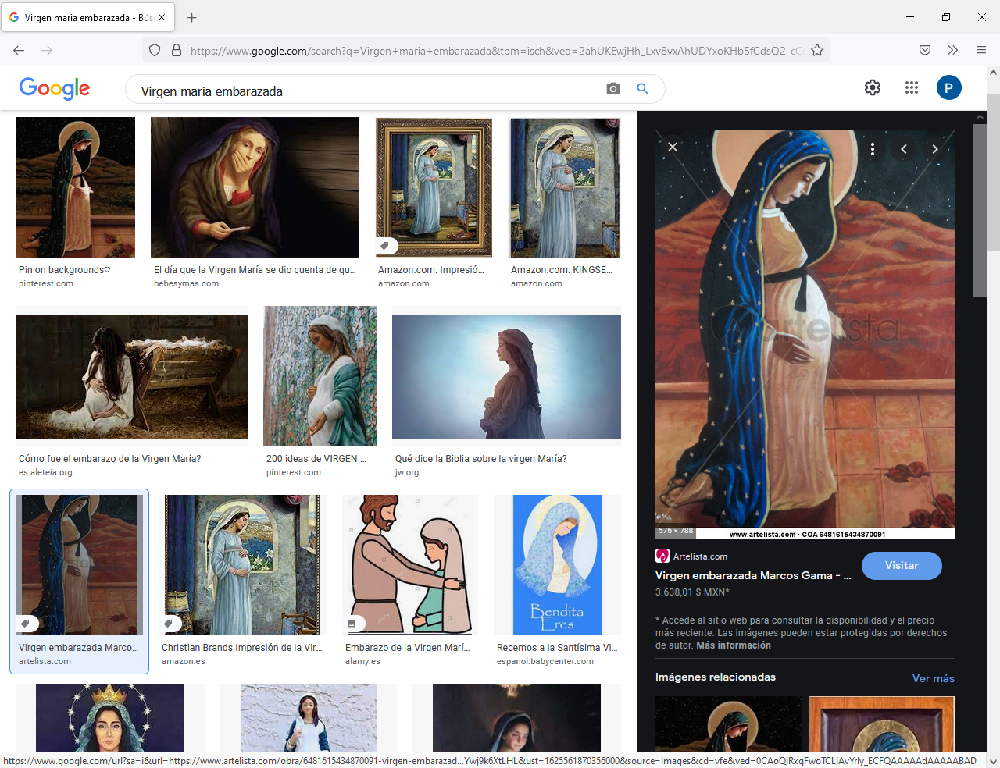 Virgen maria embarazada - Bús
https://www.google.com/search?q=Virgen+maria+embarazada&tbm=isch&ved=2ahUKEwjHh_Lxv8vxAhUDYxoKHb5fCdsQ2-cC
Google
Virgen maria embarazada
P
Pin on backgrounds♡
pinterest.com
El día que la Virgen María se dio cuenta de qu...
bebesymas.com
Amazon.com: Impresió...
amazon.com
Amazon.com: KINGSE...
amazon.com
Cómo fue el embarazo de la Virgen María?
es.aleteia.org
200 ideas de VIRGEN ...
pinterest.com
Qué dice la Biblia sobre la virgen María?
jw.org
Virgen embarazada Marco...
artelista.com
Christian Brands Impresión de la Vir...
amazon.es
Embarazo de la Virgen Marí...
alamy.es
Bendita
Eres
Recemos a la Santísima Vi...
espanol.babycenter.com
artelista
576 × 788
www.artelista.com · COA 6481615434870091
Artelista.com
Virgen embarazada Marcos Gama - ...
3.638,01 $ MXN*
Visitar
* Accede al sitio web para consultar la disponibilidad y el precio
más reciente. Las imágenes pueden estar protegidas por derechos
de autor. Más información
Imágenes relacionadas
Ver más
https://www.google.com/url?sa=i&url=https://www.artelista.com/obra/6481615434870091-virgen-embarazad...Ywj9k6XtLHL&ust=1625561870356000&source=images&cd=vfe&ved=0CAoQjRxqFwoTCLjAvYrly_ECFQAAAAAdAAAAABAD